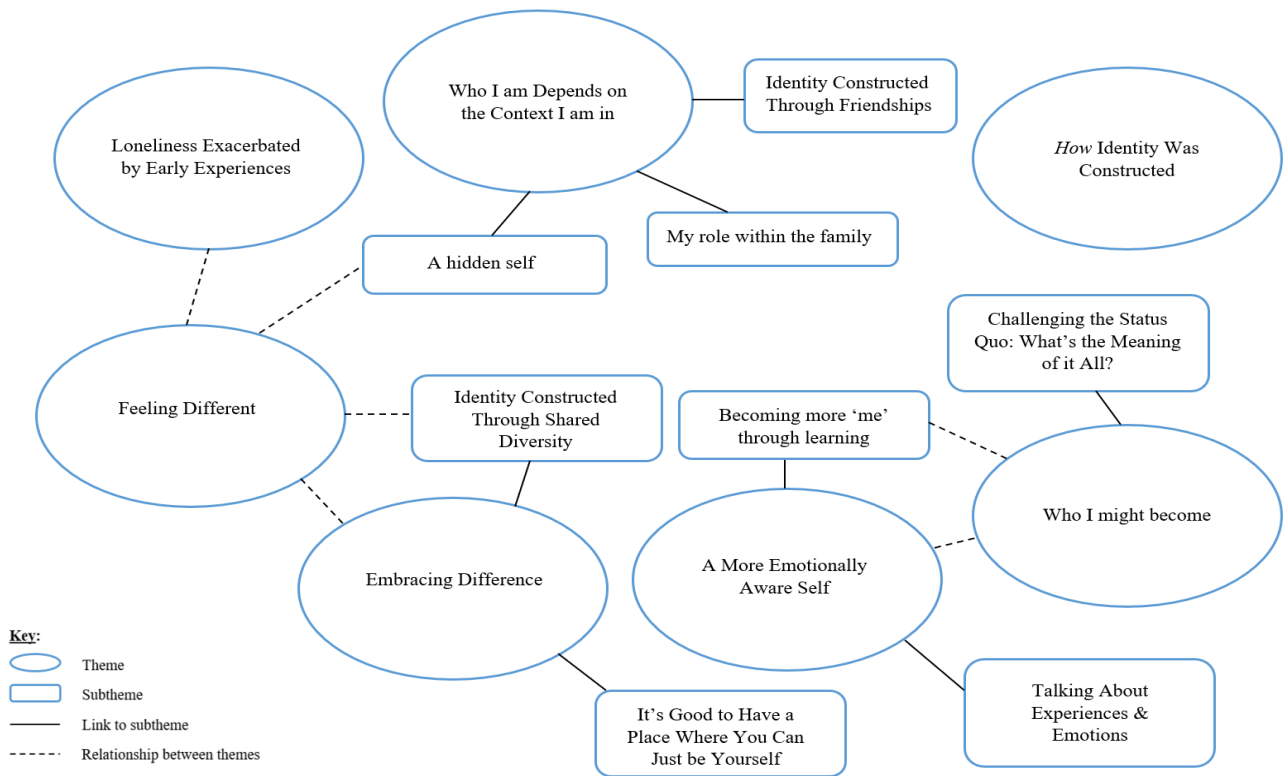 Who I am Depends on
the Context I am in
Identity Constructed
Through Friendships
Loneliness Exacerbated
by Early Experiences
How Identity Was
Constructed
My role within the family
A hidden self
Challenging the Status
Quo: What’s the Meaning
of it All?
Feeling Different
Identity Constructed
Through Shared
Diversity
Becoming more ‘me’
through learning
Who I might become
Embracing Difference
A More Emotionally
Aware Self
Talking About
Experiences &
Emotions
It’s Good to Have a
Place Where You Can
Just be Yourself
Key:
Theme
Subtheme
Link to subtheme
Relationship between themes